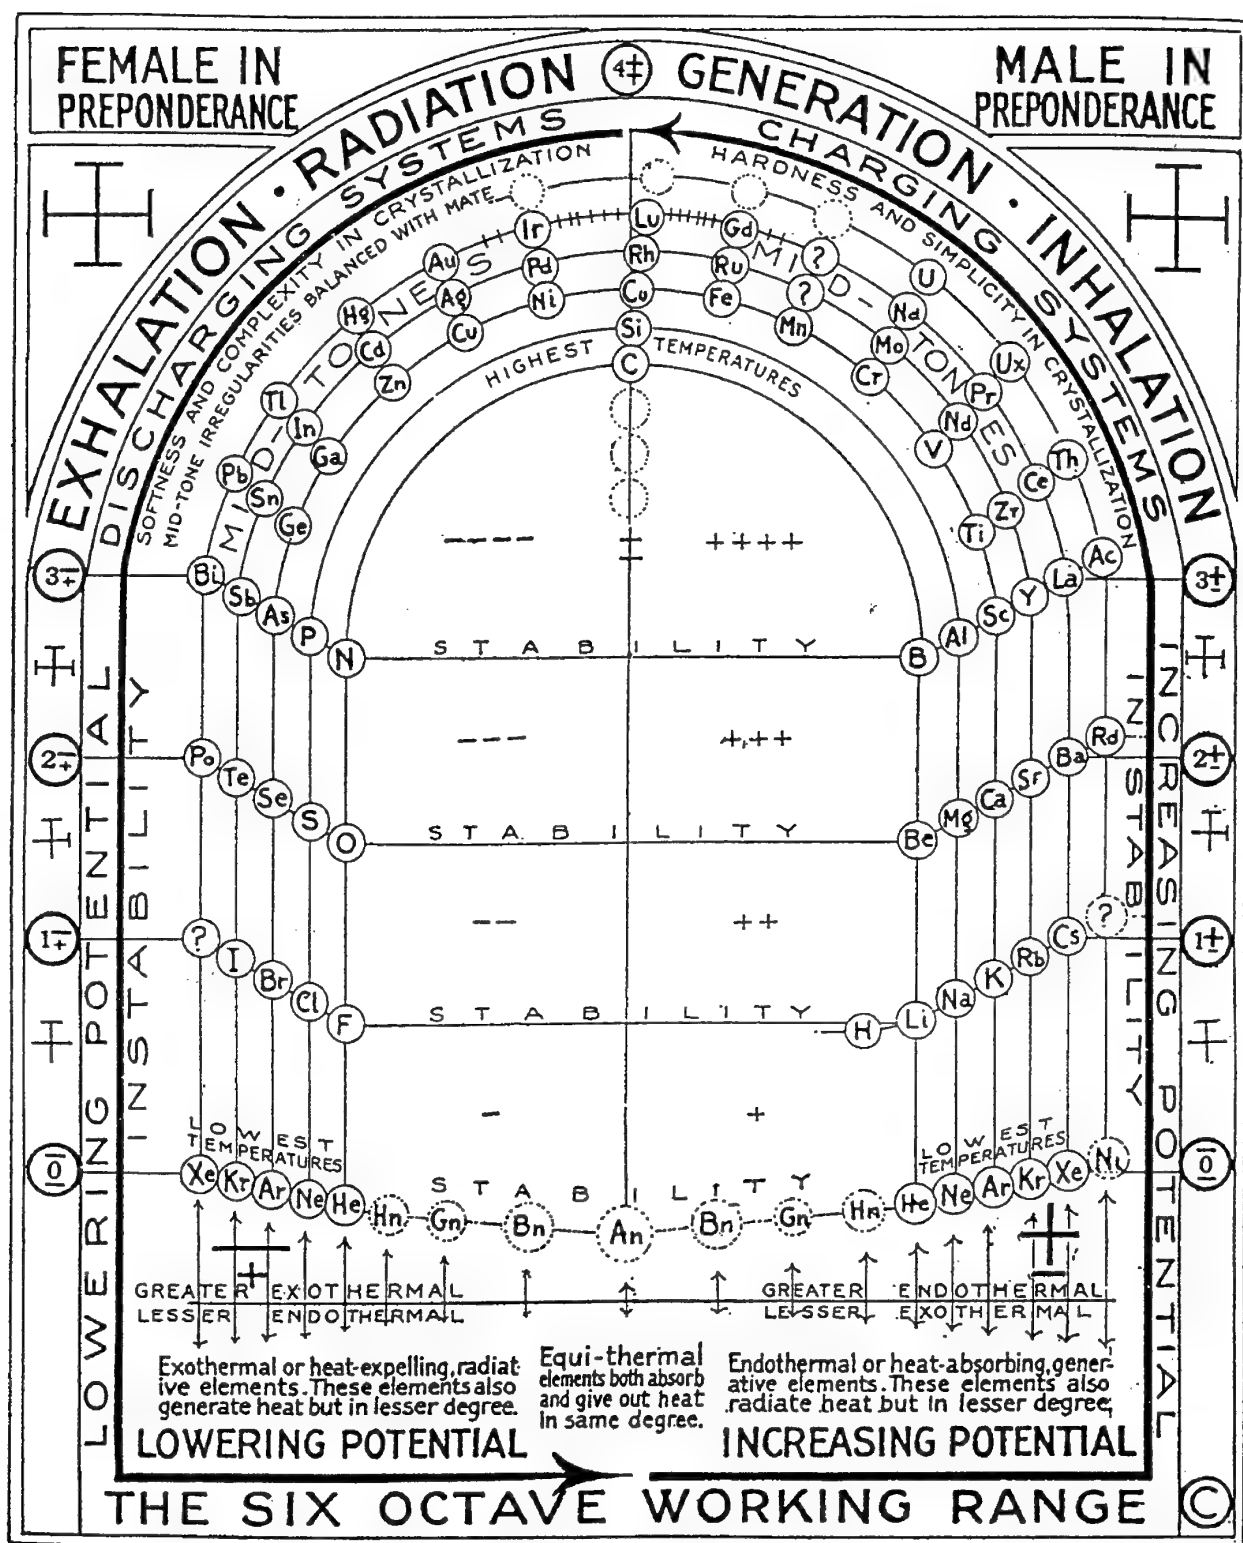 FEMALE IN
PREPONDERANCE
MALE IN
PREPONDERANCE
EXHALATION · RADIATION
4‡
GENERATION · INHALATION
DISCHARGING SYSTEMS
CHARGING SYSTEMS
SOFTNESS AND COMPLEXITY IN CRYSTALLIZATION
MID-TONE IRREGULARITIES BALANCED WITH MATE
HARDNESS AND SIMPLICITY IN CRYSTALLIZATION
MID-TONES
MID-TONES
Tl Hg Au Ir Lu Gd ? Nd Pr Ce
U Ux Th
Pb
Sn In Cd Ag Pd Rh Ru ? Mo Nd Zr
Ge Ga Zn Cu Ni Co Fe Mn Cr V Ti
Si
C
HIGHEST TEMPERATURES
---- ‡ ++++
3∓ Bi Sb As P N
STABILITY
B Al Sc Y La Ac 3±
--- +++
2∓ Po Te Se S O
STABILITY
Be Mg Ca Sr Ba Rd 2±
-- ++
1∓ ? I Br Cl F
STABILITY
H Li Na K Rb Cs ? 1±
- +
LOWEST
TEMPERATURES
LOWEST
TEMPERATURES
0 Xe Kr Ar Ne He Hn Gn Bn An Bn Gn Hn He Ne Ar Kr Xe Ni 0
STABILITY
LOWERING POTENTIAL
INSTABILITY
INSTABILITY
INCREASING POTENTIAL
GREATER EXOTHERMAL
LESSER ENDOTHERMAL
GREATER ENDOTHERMAL
LESSER EXOTHERMAL
Exothermal or heat-expelling, radiat-
ive elements. These elements also
generate heat but in lesser degree.
Equi-thermal
elements both absorb
and give out heat
in same degree.
Endothermal or heat-absorbing, gener-
ative elements. These elements also
radiate heat but in lesser degree,
LOWERING POTENTIAL
INCREASING POTENTIAL
THE SIX OCTAVE WORKING RANGE
©